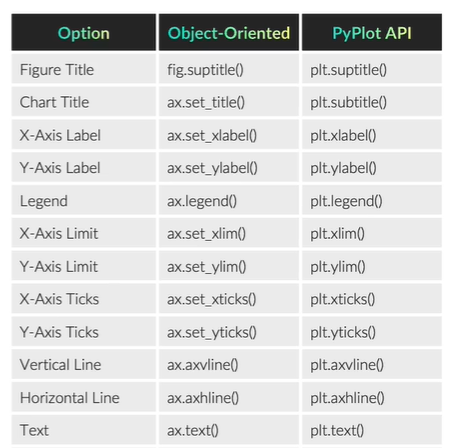 Option Object-Oriented PyPlot API
Figure Title fig.suptitle() plt.suptitle()
Chart Title ax.set_title() plt.subtitle()
X-Axis Label ax.set_xlabel() plt.xlabel()
Y-Axis Label ax.set_ylabel() plt.ylabel()
Legend ax.legend() plt.legend()
X-Axis Limit ax.set_xlim() plt.xlim()
Y-Axis Limit ax.set_ylim() plt.ylim()
X-Axis Ticks ax.set_xticks() plt.xticks()
Y-Axis Ticks ax.set_yticks() plt.yticks()
Vertical Line ax.axvline() plt.axvline()
Horizontal Line ax.axhline() plt.axhline()
Text ax.text() plt.text()